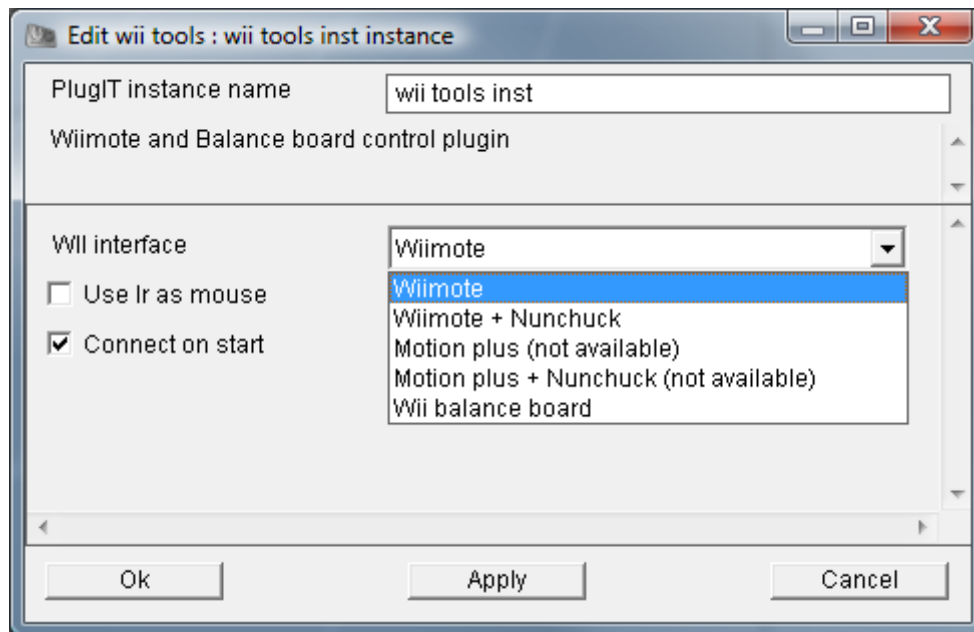 Edit wii tools : wii tools inst instance
PlugIT instance name
wii tools inst
Wiimote and Balance board control plugin
WII interface
Wiimote
Use Ir as mouse
Connect on start
Wiimote
Wiimote + Nunchuck
Motion plus (not available)
Motion plus + Nunchuck (not available)
Wii balance board
Ok
Apply
Cancel